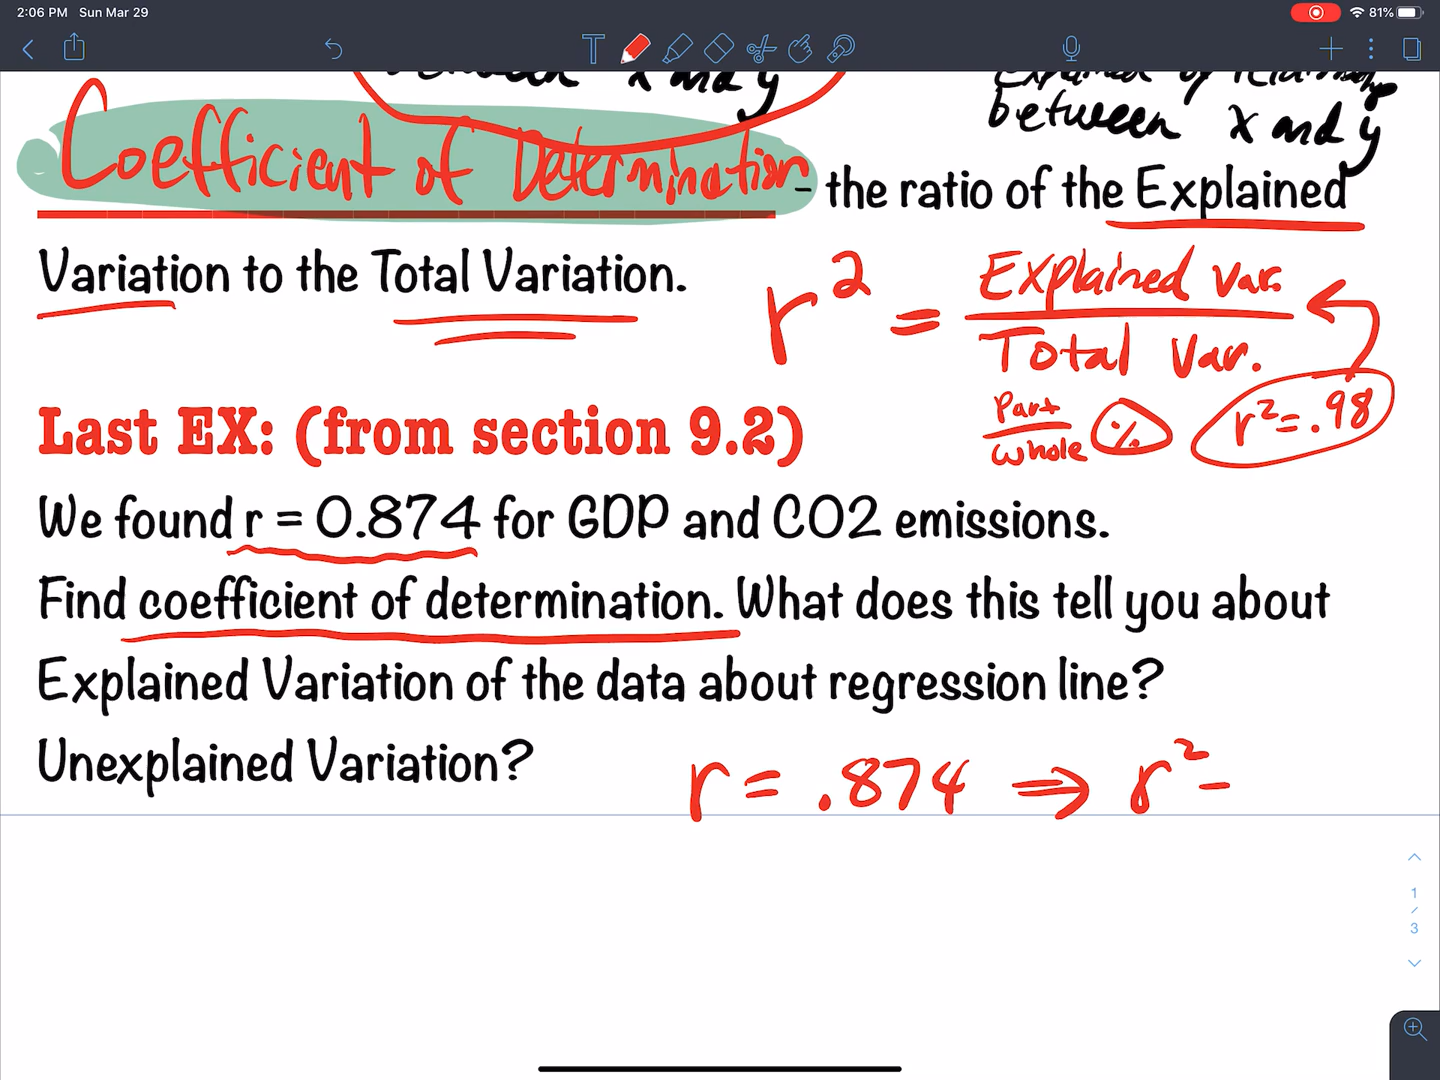 2:06 PM Sun Mar 29
81%
T
between x and y
between x and y
Coefficient of Determination - the ratio of the Explained
Variation to the Total Variation.
r² = Explained Var.
Total Var.
Part
Whole
%
r²=.98
Last EX: (from section 9.2)
We found r = 0.874 for GDP and CO2 emissions.
Find coefficient of determination. What does this tell you about
Explained Variation of the data about regression line?
Unexplained Variation?
r = .874 ⇒ r² -
1
/
3